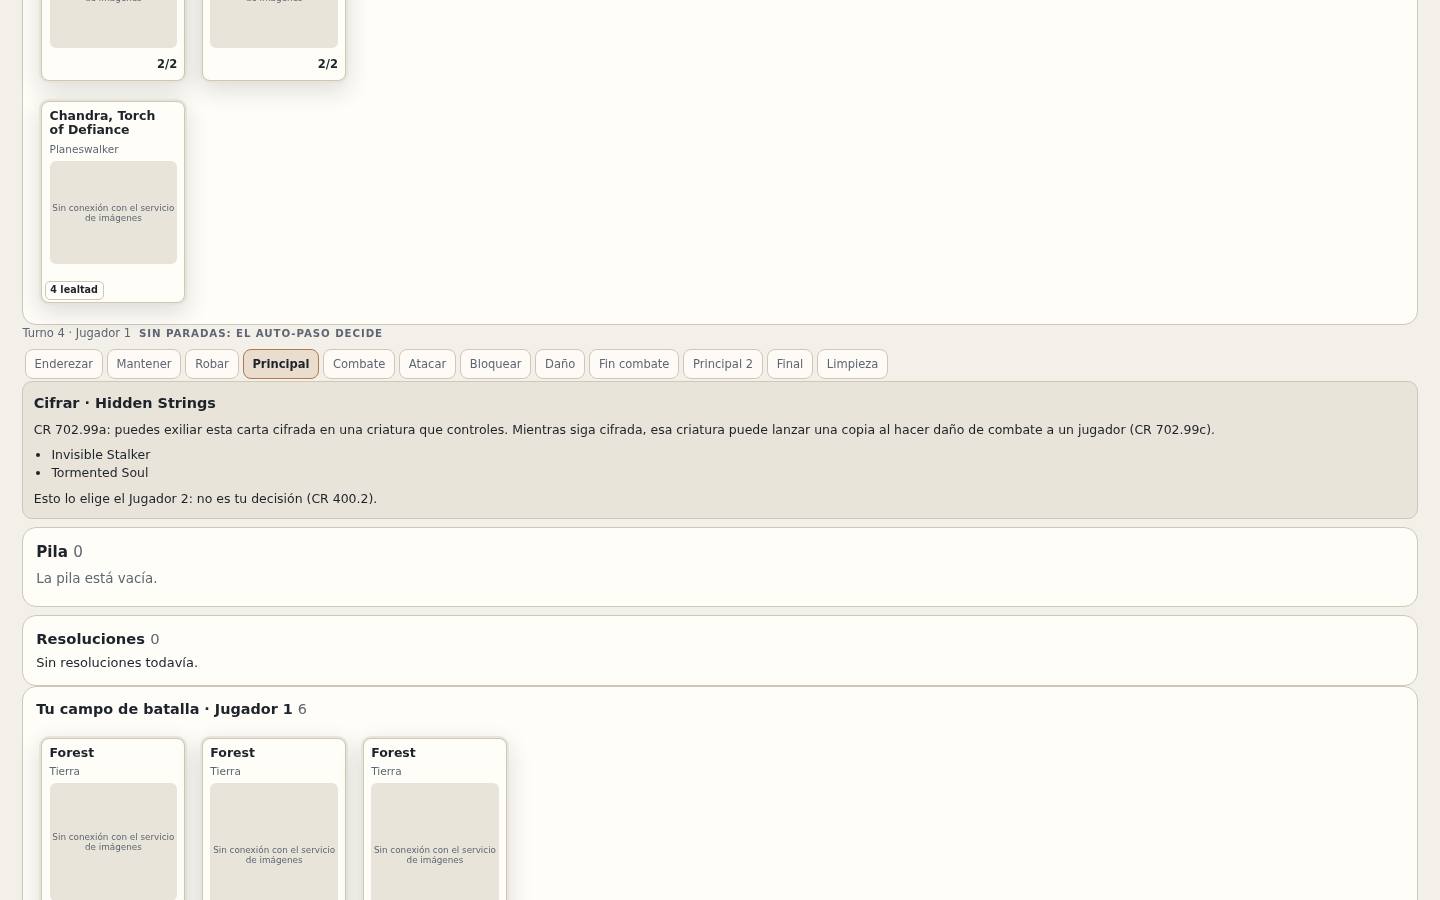 2/2
2/2
Chandra, Torch
of Defiance
Planeswalker
Sin conexión con el servicio
de imágenes
4 lealtad
Turno 4 · Jugador 1 SIN PARADAS: EL AUTO-PASO DECIDE
Enderezar Mantener Robar Principal Combate Atacar Bloquear Daño Fin combate Principal 2 Final Limpieza
Cifrar · Hidden Strings
CR 702.99a: puedes exiliar esta carta cifrada en una criatura que controles. Mientras siga cifrada, esa criatura puede lanzar una copia al hacer daño de combate a un jugador (CR 702.99c).
• Invisible Stalker
• Tormented Soul
Esto lo elige el Jugador 2: no es tu decisión (CR 400.2).
Pila 0
La pila está vacía.
Resoluciones 0
Sin resoluciones todavía.
Tu campo de batalla · Jugador 1 6
Forest Forest Forest
Tierra Tierra Tierra
Sin conexión con el servicio
de imágenes
Sin conexión con el servicio
de imágenes
Sin conexión con el servicio
de imágenes